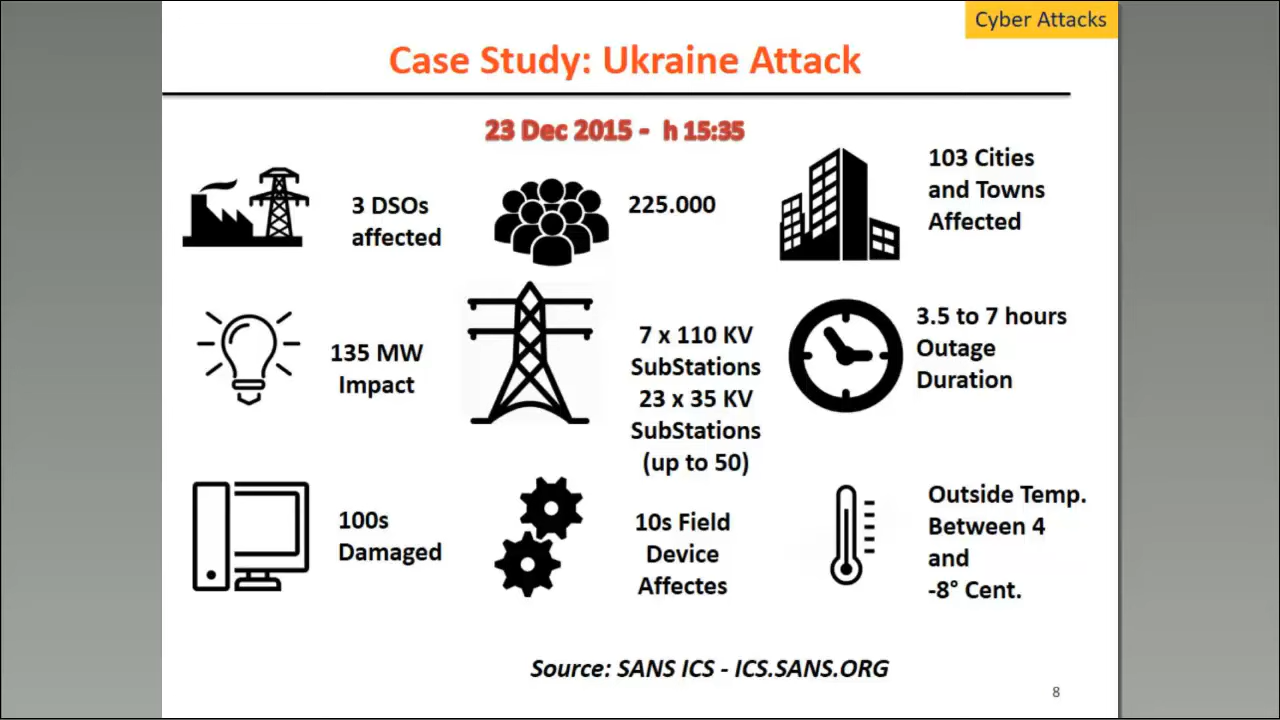 Cyber Attacks
Case Study: Ukraine Attack
23 Dec 2015 - h 15:35
3 DSOs
affected
225.000
103 Cities
and Towns
Affected
135 MW
Impact
7 x 110 KV
SubStations
23 x 35 KV
SubStations
(up to 50)
3.5 to 7 hours
Outage
Duration
100s
Damaged
10s Field
Device
Affectes
Outside Temp.
Between 4
and
-8° Cent.
Source: SANS ICS - ICS.SANS.ORG
8